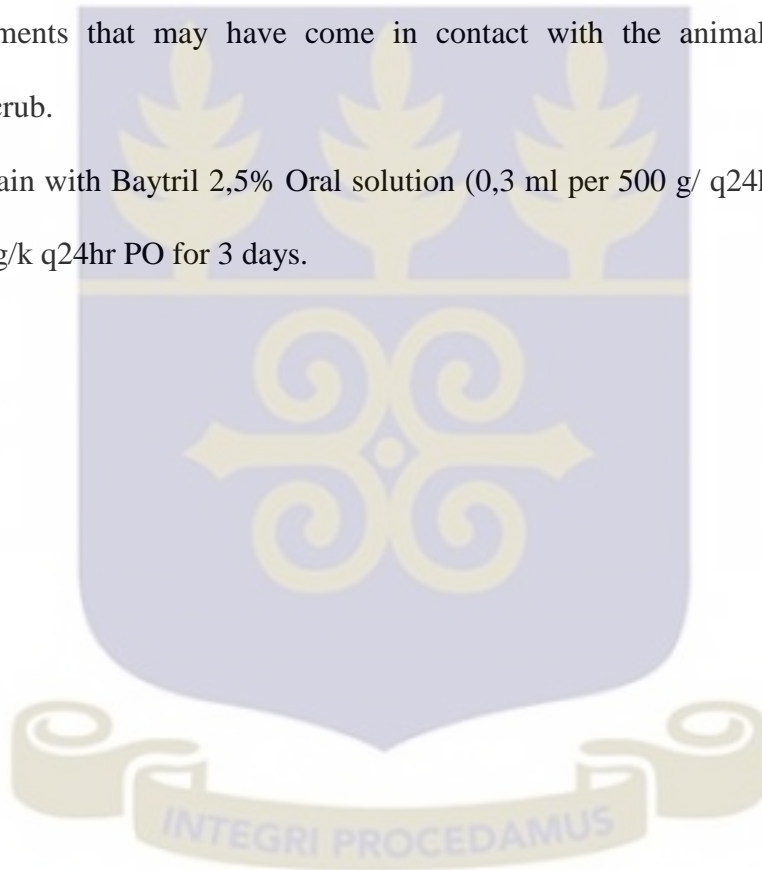 ments that may have come in contact with the animal
crub.
ain with Baytril 2,5% Oral solution (0,3 ml per 500 g/ q24h
g/k q24hr PO for 3 days.
INTEGRI PROCEDAMUS